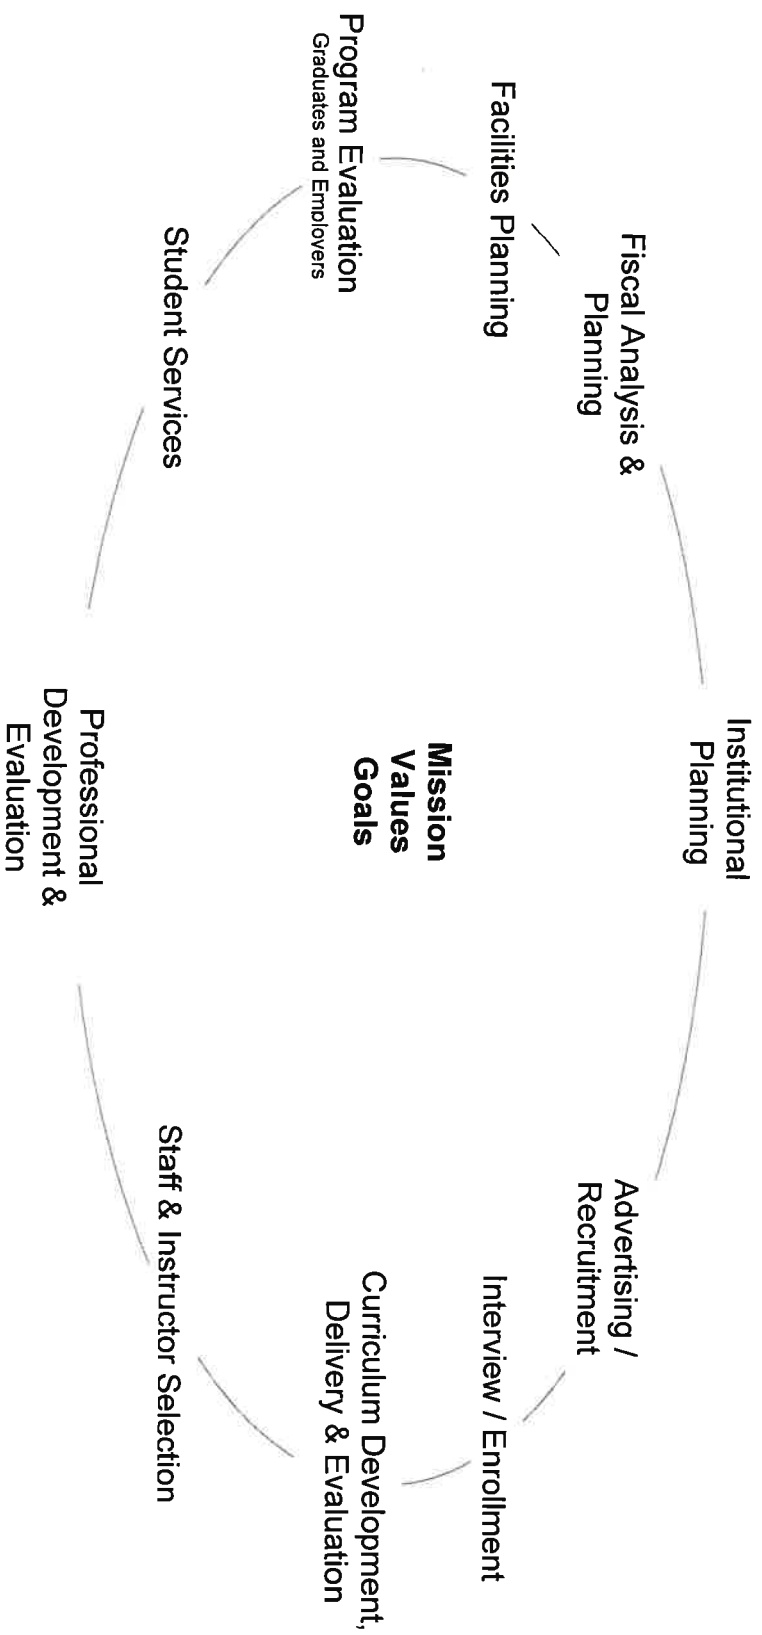 Institutional
Planning
Advertising /
Recruitment
Interview / Enrollment
Curriculum Development,
Delivery & Evaluation
Staff & Instructor Selection
Professional
Development &
Evaluation
Student Services
Program Evaluation
Graduates and Employers
Facilities Planning
Fiscal Analysis &
Planning
Mission
Values
Goals